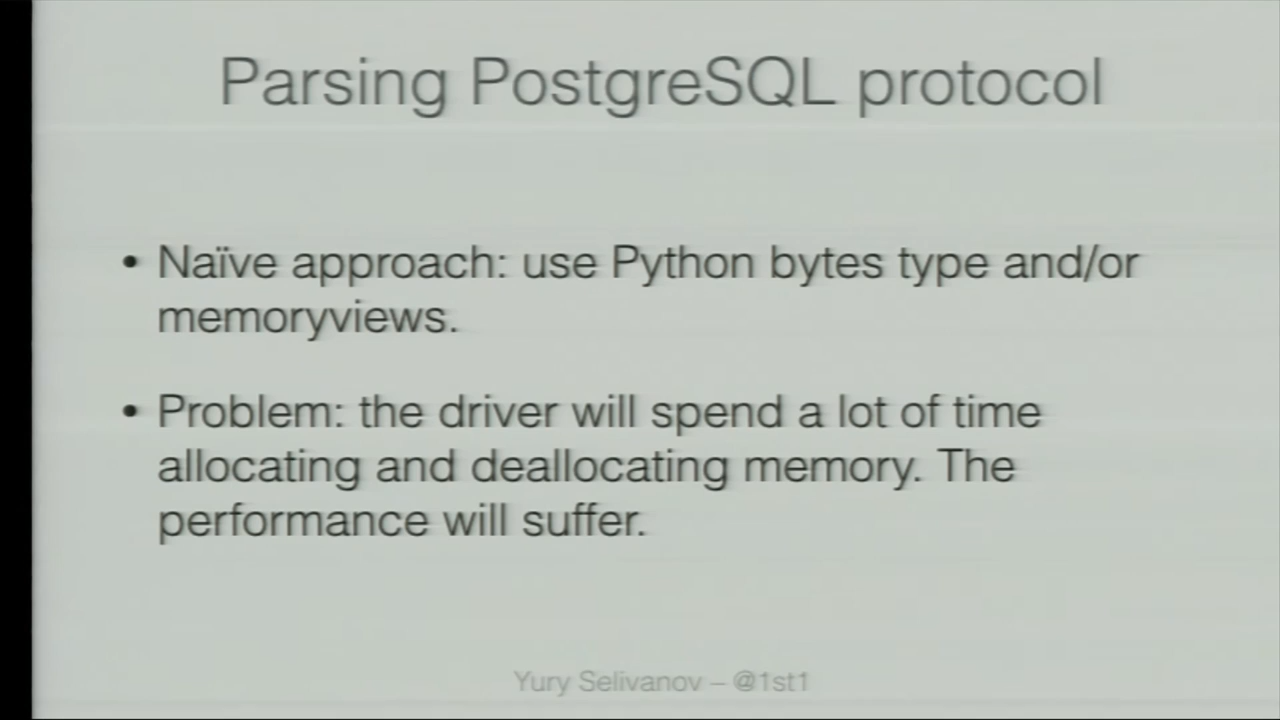 Parsing PostgreSQL protocol
• Naïve approach: use Python bytes type and/or
memoryviews.
• Problem: the driver will spend a lot of time
allocating and deallocating memory. The
performance will suffer.
Yury Selivanov – @1st1